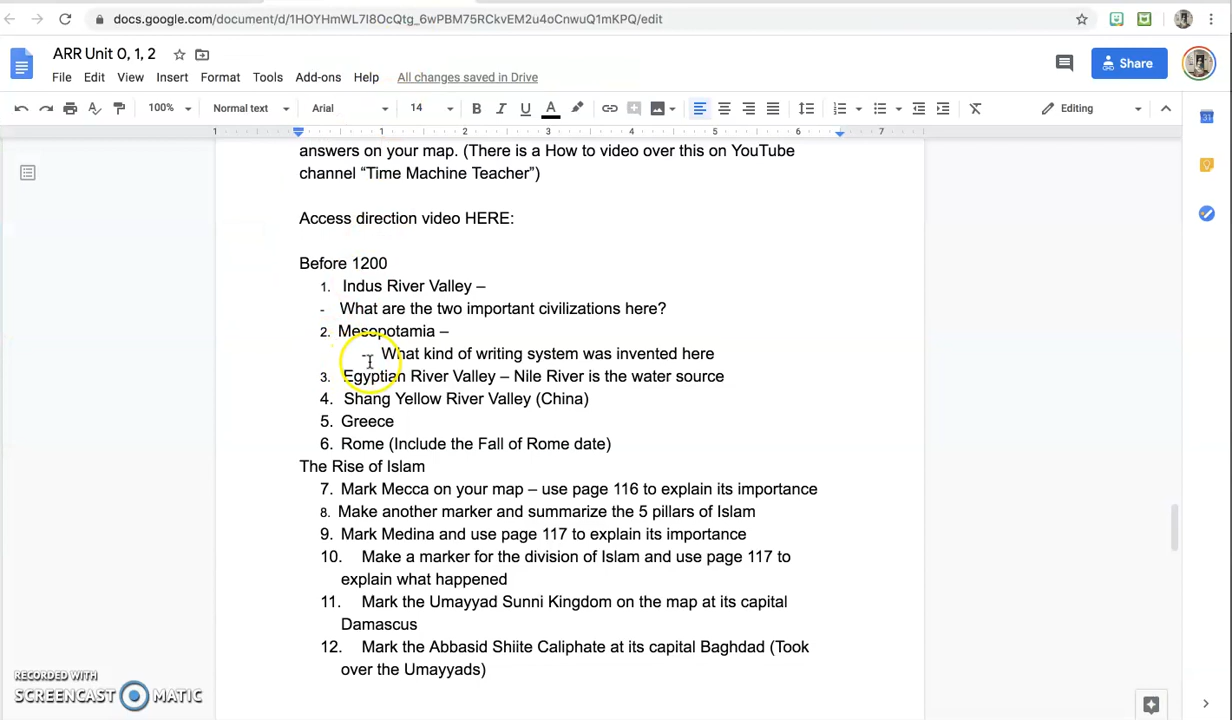 docs.google.com/document/d/1HOYHmWL7I8OcQtg_6wPBM75RCkvEM2u4oCnwuQ1mKPQ/edit
ARR Unit 0, 1, 2
File Edit View Insert Format Tools Add-ons Help All changes saved in Drive
Share
100% Normal text Arial 14 B I U A Editing
1 1 2 3 4 5 6 7
31
answers on your map. (There is a How to video over this on YouTube
channel “Time Machine Teacher”)
Access direction video HERE:
Before 1200
1. Indus River Valley –
- What are the two important civilizations here?
2. Mesopotamia –
- What kind of writing system was invented here
3. Egyptian River Valley – Nile River is the water source
4. Shang Yellow River Valley (China)
5. Greece
6. Rome (Include the Fall of Rome date)
The Rise of Islam
7. Mark Mecca on your map – use page 116 to explain its importance
8. Make another marker and summarize the 5 pillars of Islam
9. Mark Medina and use page 117 to explain its importance
10. Make a marker for the division of Islam and use page 117 to
explain what happened
11. Mark the Umayyad Sunni Kingdom on the map at its capital
Damascus
12. Mark the Abbasid Shiite Caliphate at its capital Baghdad (Took
over the Umayyads)
RECORDED WITH
SCREENCAST MATIC